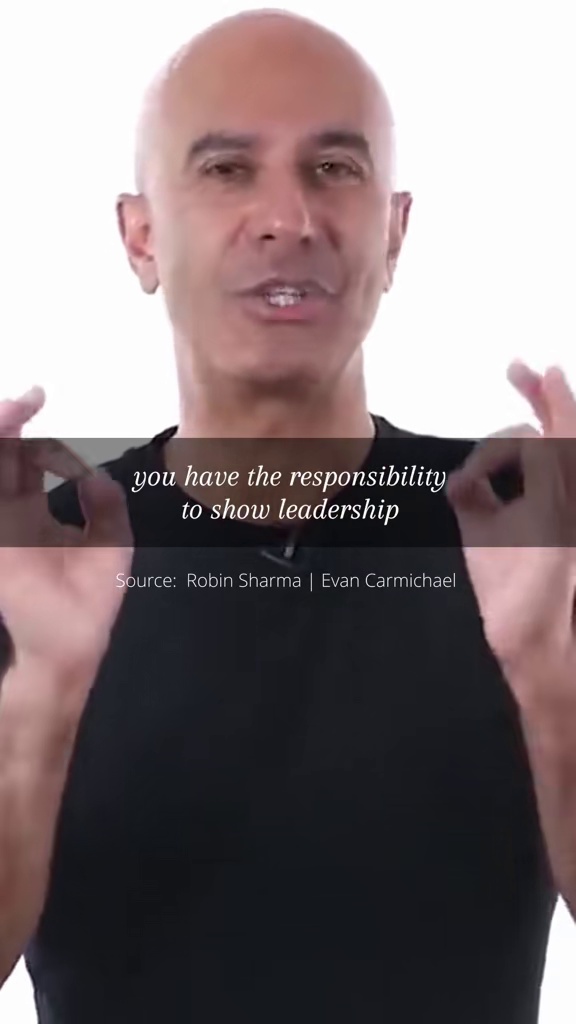 you have the responsibility
to show leadership
Source: Robin Sharma | Evan Carmichael